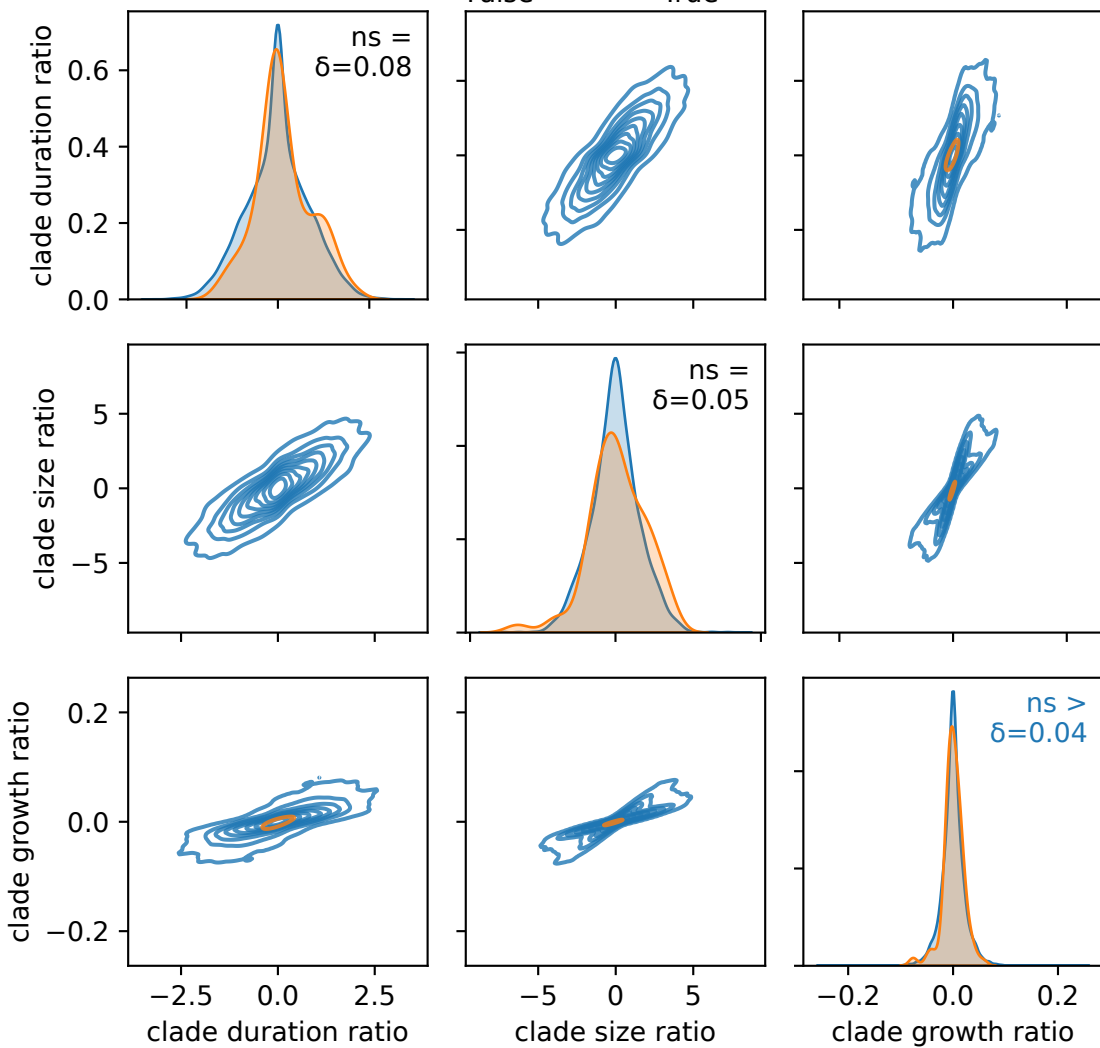 clade duration ratio
0.6
0.4
0.2
0.0
ns =
δ=0.08
clade size ratio
5
0
−5
ns =
δ=0.05
clade growth ratio
0.2
0.0
−0.2
ns >
δ=0.04
−2.5 0.0 2.5
−5 0 5
−0.2 0.0 0.2
clade duration ratio
clade size ratio
clade growth ratio